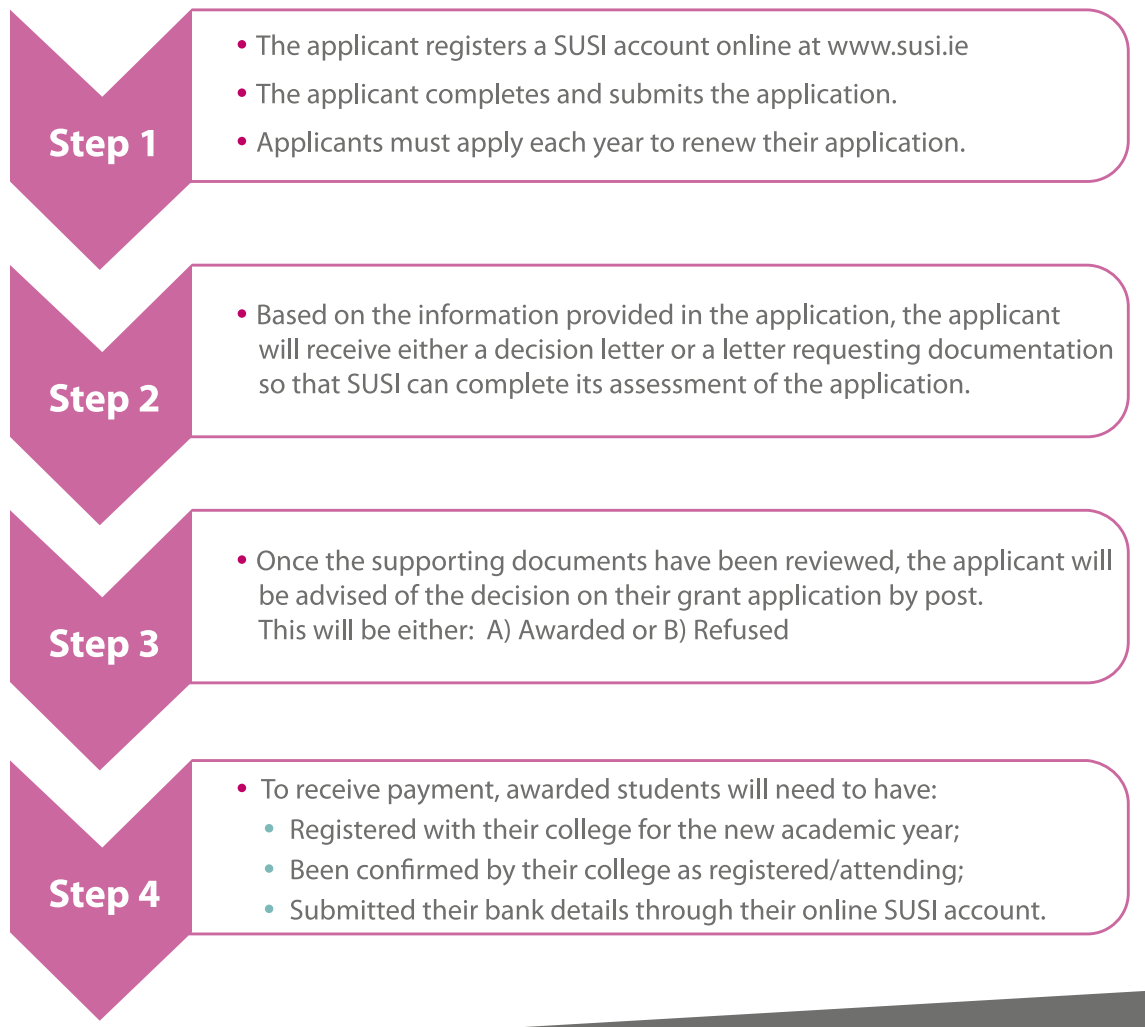 Step 1
• The applicant registers a SUSI account online at www.susi.ie
• The applicant completes and submits the application.
• Applicants must apply each year to renew their application.
Step 2
• Based on the information provided in the application, the applicant
will receive either a decision letter or a letter requesting documentation
so that SUSI can complete its assessment of the application.
Step 3
• Once the supporting documents have been reviewed, the applicant will
be advised of the decision on their grant application by post.
This will be either: A) Awarded or B) Refused
Step 4
• To receive payment, awarded students will need to have:
• Registered with their college for the new academic year;
• Been confirmed by their college as registered/attending;
• Submitted their bank details through their online SUSI account.